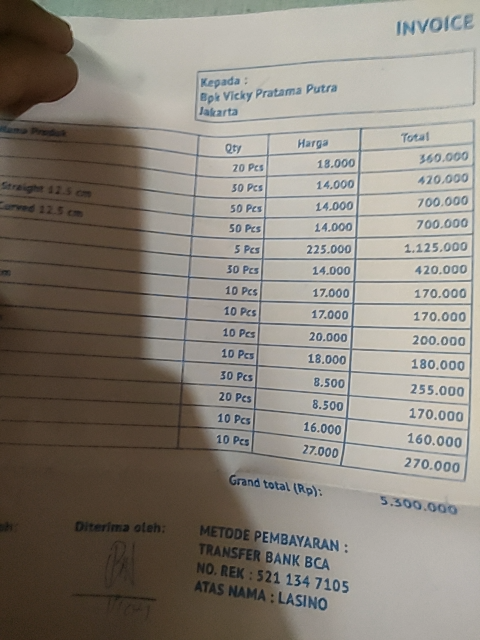 INVOICE
Kepada :
Bpk Vicky Pratama Putra
Jakarta
Nama Produk Qty Harga Total
20 Pcs 18.000 360.000
30 Pcs 14.000 420.000
Straight 12.5 cm 50 Pcs 14.000 700.000
Curved 12.5 cm 50 Pcs 14.000 700.000
5 Pcs 225.000 1.125.000
30 Pcs 14.000 420.000
10 Pcs 17.000 170.000
10 Pcs 17.000 170.000
10 Pcs 20.000 200.000
10 Pcs 18.000 180.000
30 Pcs 8.500 255.000
20 Pcs 8.500 170.000
10 Pcs 16.000 160.000
10 Pcs 27.000 270.000
Grand total (Rp): 5.300.000
Diterima oleh:
METODE PEMBAYARAN :
TRANSFER BANK BCA
NO. REK : 521 134 7105
ATAS NAMA : LASINO